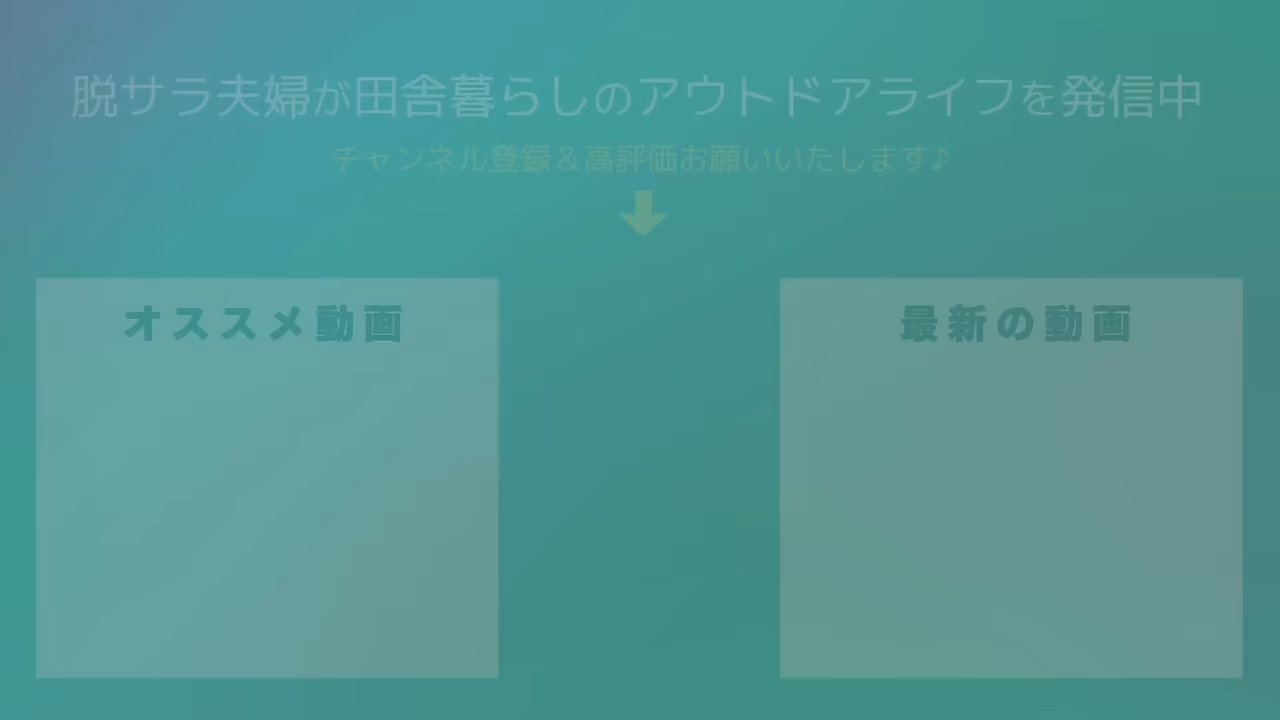 脱サラ夫婦が田舎暮らしのアウトドアライフを発信中
チャンネル登録＆高評価お願いいたします♪
オススメ動画
最新の動画